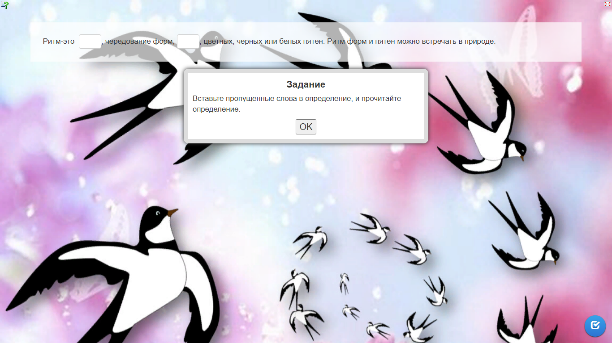 Ритм-это , чередование форм, , цветных, черных или белых пятен. Ритм форм и пятен можно встречать в природе.
Задание
Вставьте пропущенные слова в определение, и прочитайте
определение.
OK